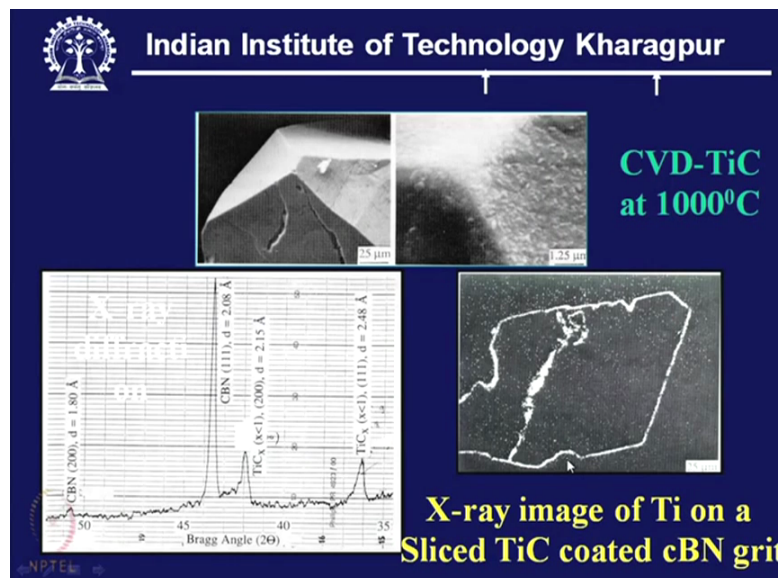 Indian Institute of Technology Kharagpur
25 μm
1.25 μm
CVD-TiC
at 1000⁰C
X-ray
CBN (200), d = 1.80 Å
CBN (111), d = 2.08 Å
TiCx (x<1), (200), d = 2.15 Å
TiCx (x<1), (111), d = 2.48 Å
50
45
40
35
Bragg Angle (2Θ)
25 μm
X-ray image of Ti on a
Sliced TiC coated cBN grit
NPTEL